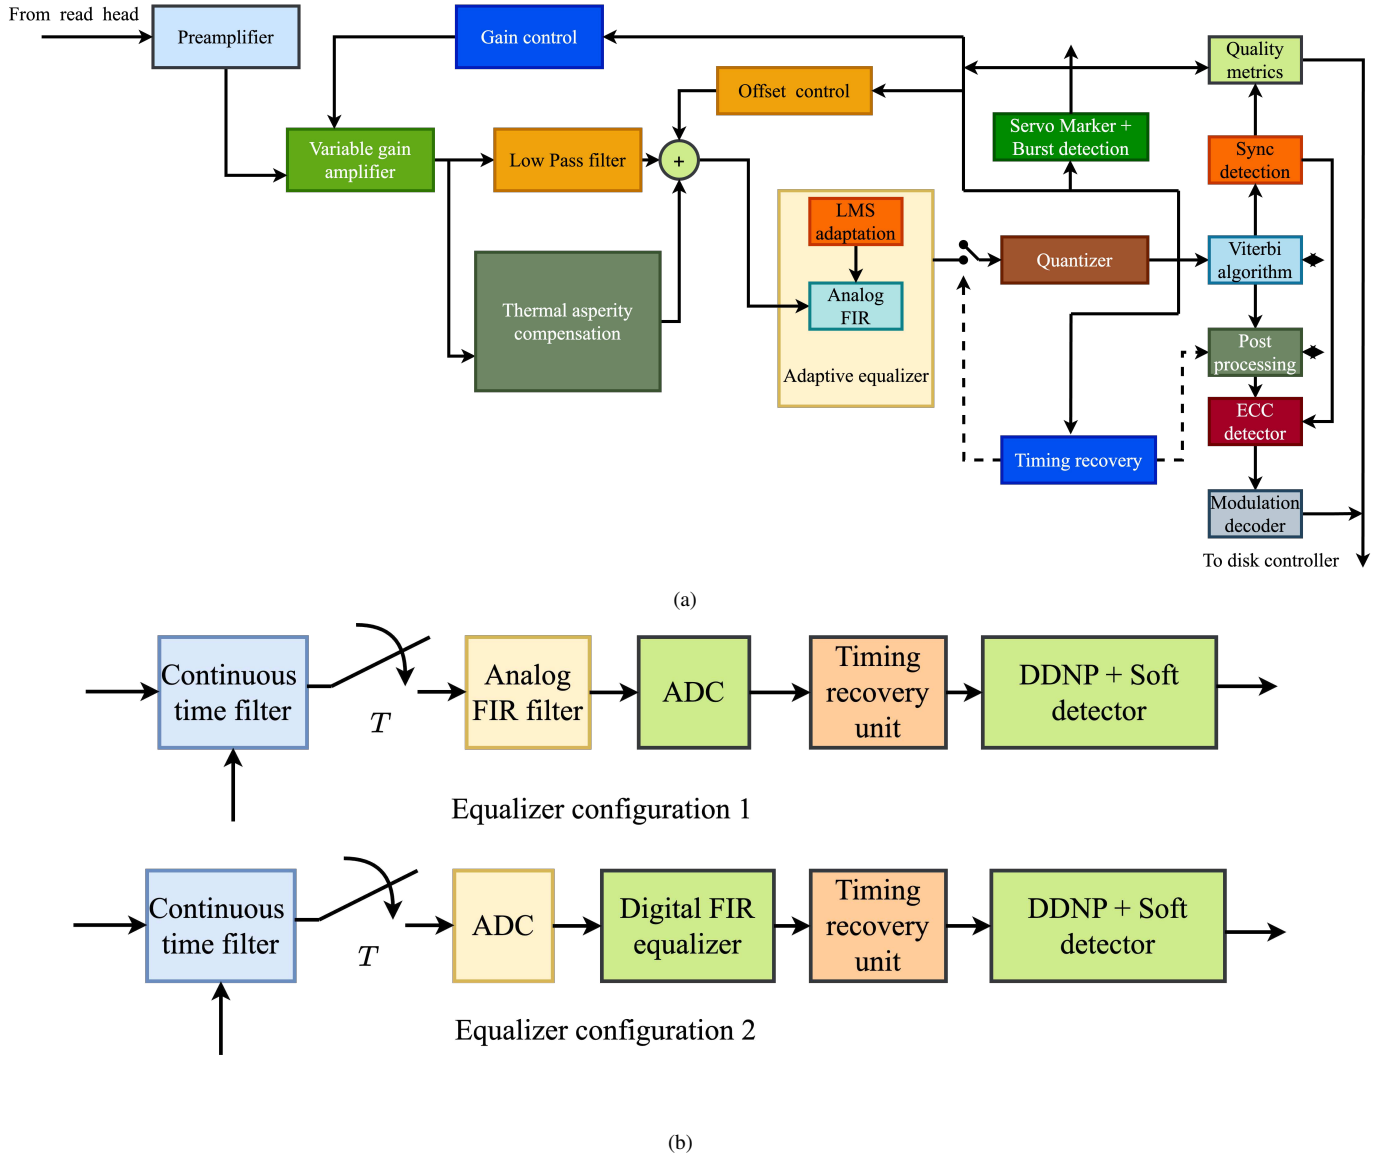 From read head
Preamplifier
Gain control
Quality
metrics
Offset control
Servo Marker +
Burst detection
Variable gain
amplifier
Low Pass filter
+
Sync
detection
LMS
adaptation
Quantizer
Viterbi
algorithm
Thermal asperity
compensation
Analog
FIR
Adaptive equalizer
Post
processing
ECC
detector
Timing recovery
Modulation
decoder
To disk controller
(a)
Continuous
time filter
T
Analog
FIR filter
ADC
Timing
recovery
unit
DDNP + Soft
detector
Equalizer configuration 1
Continuous
time filter
T
ADC
Digital FIR
equalizer
Timing
recovery
unit
DDNP + Soft
detector
Equalizer configuration 2
(b)